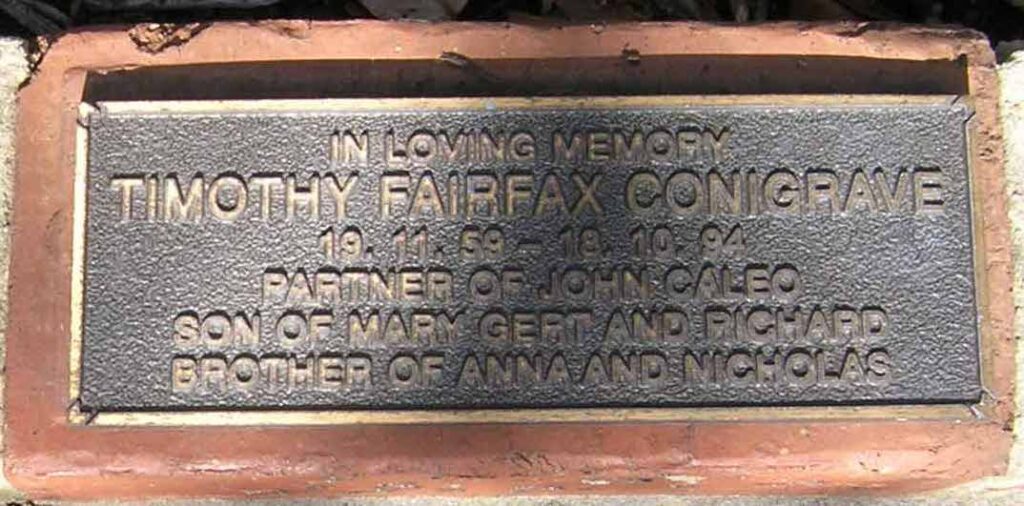 IN LOVING MEMORY
TIMOTHY FAIRFAX CONIGRAVE
19. 11. 59 - 18. 10. 94
PARTNER OF JOHN CALEO
SON OF MARY GERT AND RICHARD
BROTHER OF ANNA AND NICHOLAS